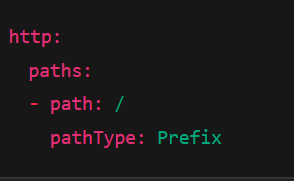 http:
  paths:
  - path: /
    pathType: Prefix